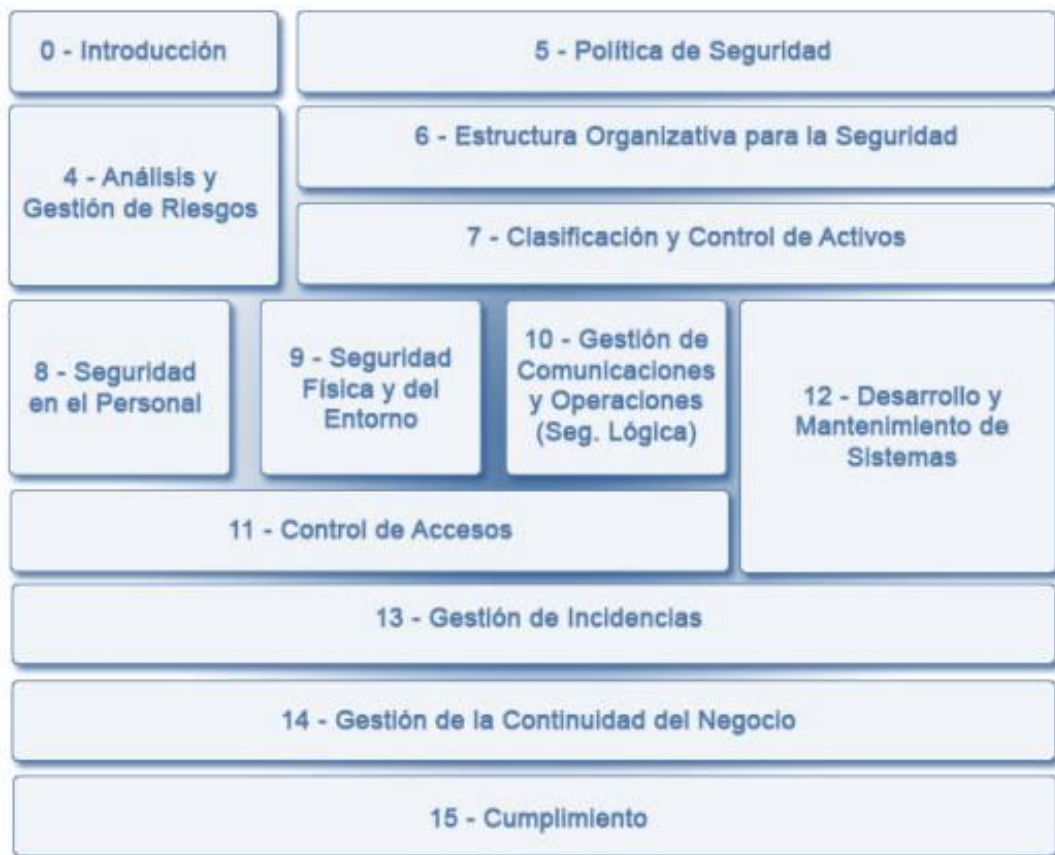 0 - Introducción
5 - Política de Seguridad
6 - Estructura Organizativa para la Seguridad
4 - Análisis y
Gestión de Riesgos
7 - Clasificación y Control de Activos
8 - Seguridad
en el Personal
9 - Seguridad
Física y del
Entorno
10 - Gestión de
Comunicaciones
y Operaciones
(Seg. Lógica)
12 - Desarrollo y
Mantenimiento de
Sistemas
11 - Control de Accesos
13 - Gestión de Incidencias
14 - Gestión de la Continuidad del Negocio
15 - Cumplimiento